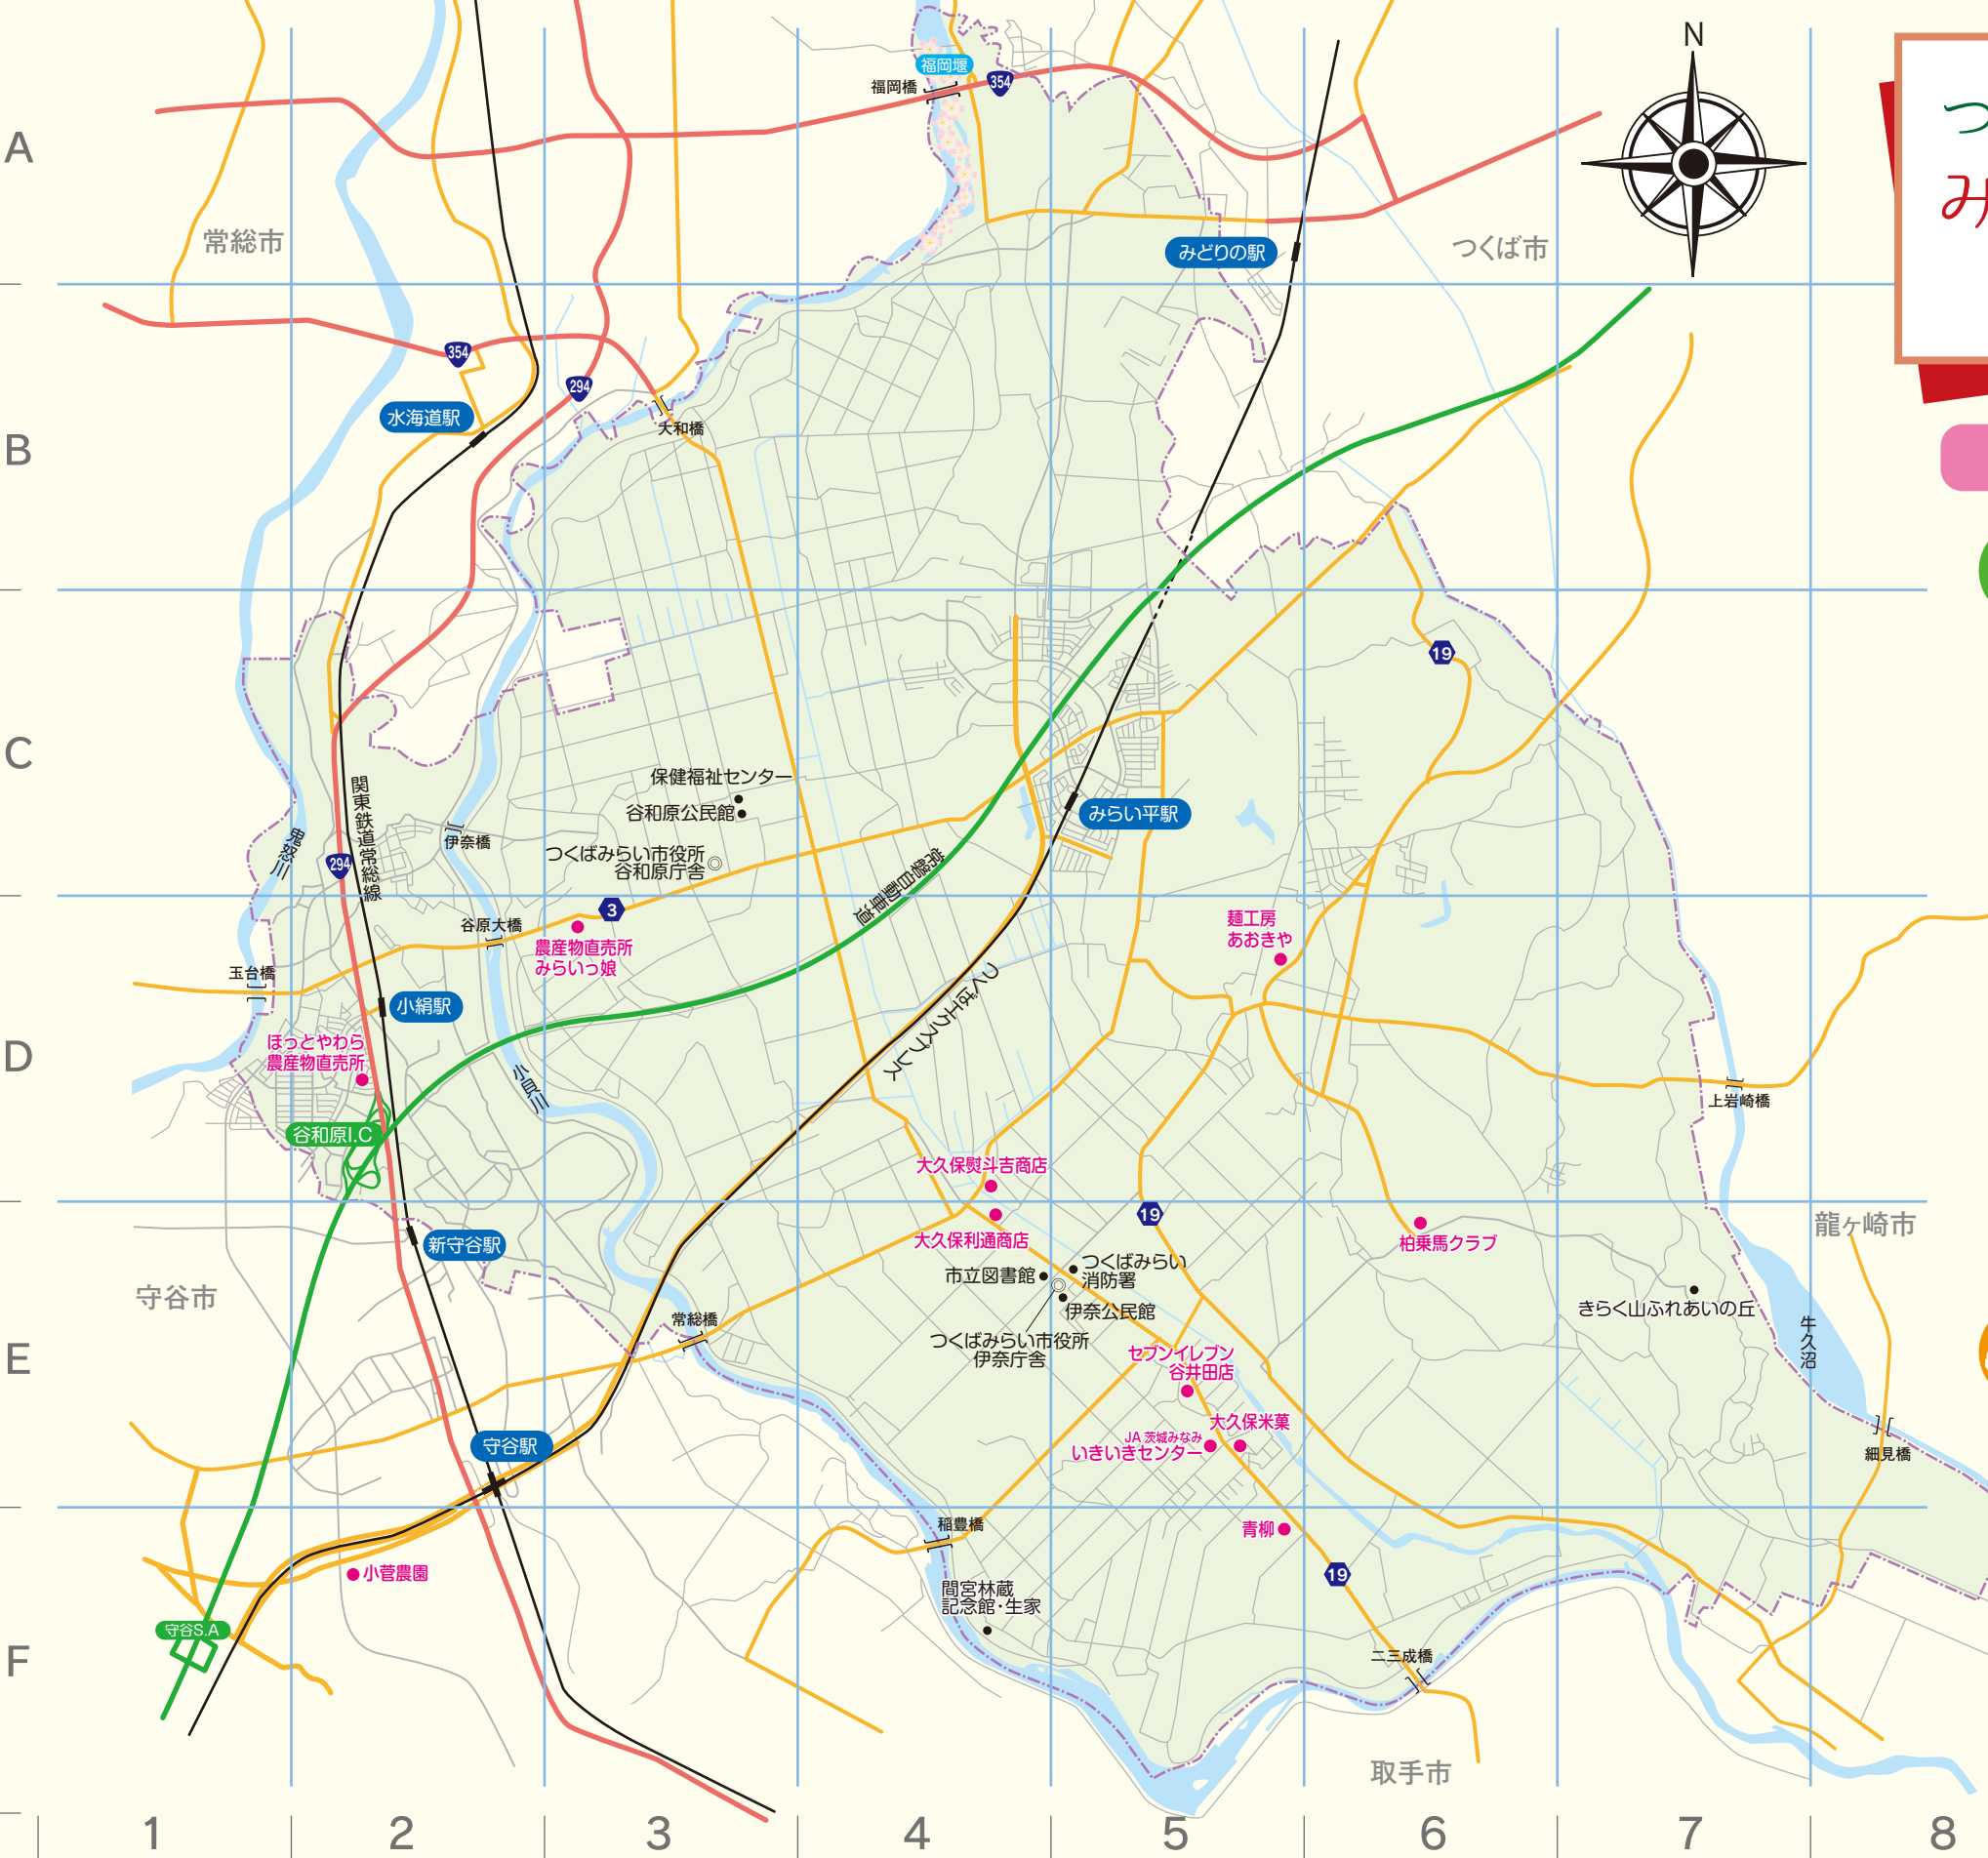 N
つ
み
A
B
C
D
E
F
1
2
3
4
5
6
7
8
福岡堰
福岡橋
354
常総市
みどりの駅
つくば市
354
294
水海道駅
大和橋
19
関東鉄道常総線
保健福祉センター
谷和原公民館
みらい平駅
鬼怒川
伊奈橋
294
つくばみらい市役所
谷和原庁舎
常磐自動車道
3
谷原大橋
農産物直売所
みらいっ娘
麺工房
あおきや
玉台橋
小絹駅
つくばエクスプレス
ほっとやわら
農産物直売所
小貝川
上岩崎橋
谷和原I.C
大久保熨斗吉商店
19
大久保利通商店
柏乗馬クラブ
龍ヶ崎市
新守谷駅
つくばみらい
消防署
市立図書館
守谷市
伊奈公民館
きらく山ふれあいの丘
常総橋
つくばみらい市役所
伊奈庁舎
牛久沼
セブンイレブン
谷井田店
大久保米菓
JA 茨城みなみ
いきいきセンター
守谷駅
細見橋
稲豊橋
青柳
小菅農園
19
間宮林蔵
記念館・生家
守谷S.A
二三成橋
取手市